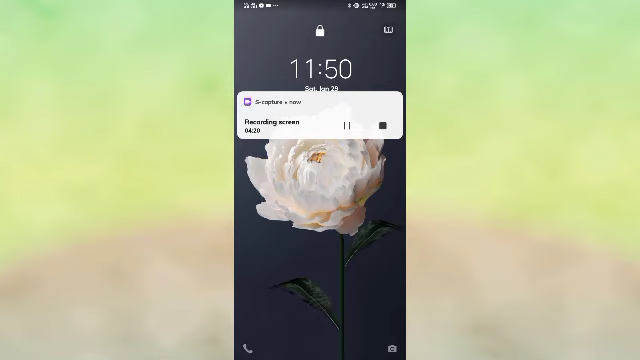 11:50
Sat, Jan 29
S-capture • now
Recording screen
04:20